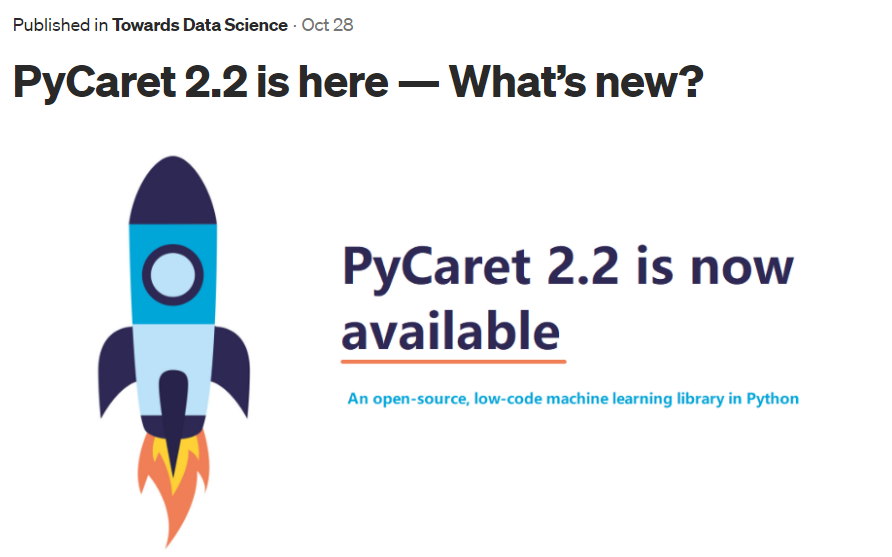 Published in Towards Data Science · Oct 28
PyCaret 2.2 is here — What’s new?
PyCaret 2.2 is now
available
An open-source, low-code machine learning library in Python